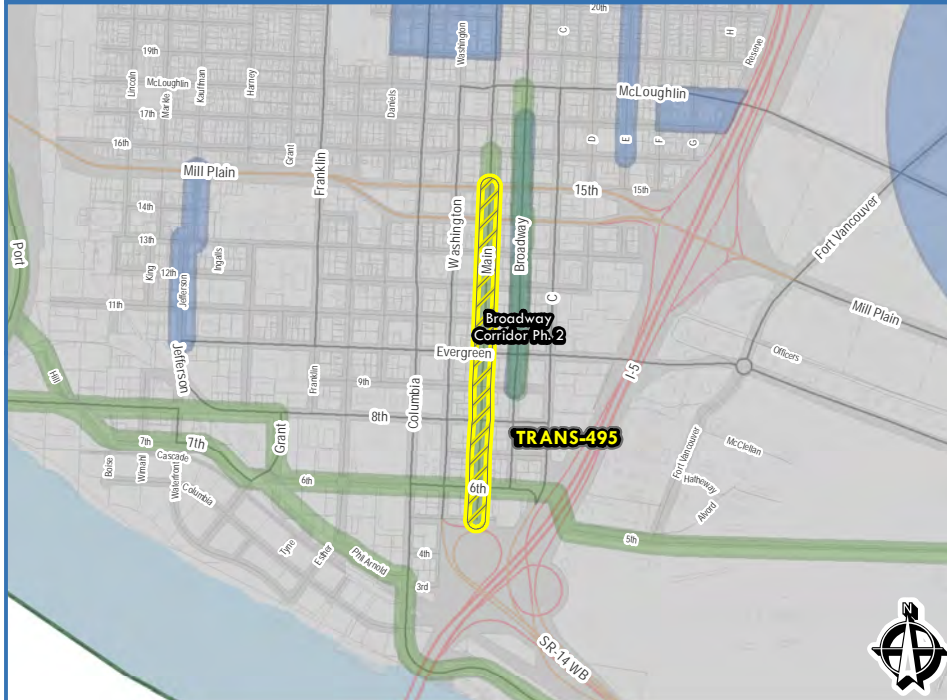 20th
Washington
C
H
19th
Reserve
McLoughlin
Lincoln
Markle
Kauffman
Harney
Daniels
McLoughlin
17th
16th
Grant
Franklin
D
E
F
G
Mill Plain
15th
15th
14th
Washington
Main
Broadway
Fort Vancouver
Port
13th
King
12th
Jefferson
Ingalls
C
11th
Mill Plain
Broadway
Corridor Ph. 2
Evergreen
Officers
Jefferson
I-5
Hill
Franklin
9th
Columbia
8th
Grant
TRANS-495
7th
7th
Cascade
Boise
Winahl
Waterfront
Columbia
6th
6th
Fort Vancouver
McClellan
Hatheway
Alvord
Tyne
Esther
Phil Arnold
4th
3rd
5th
SR-14 WB
N